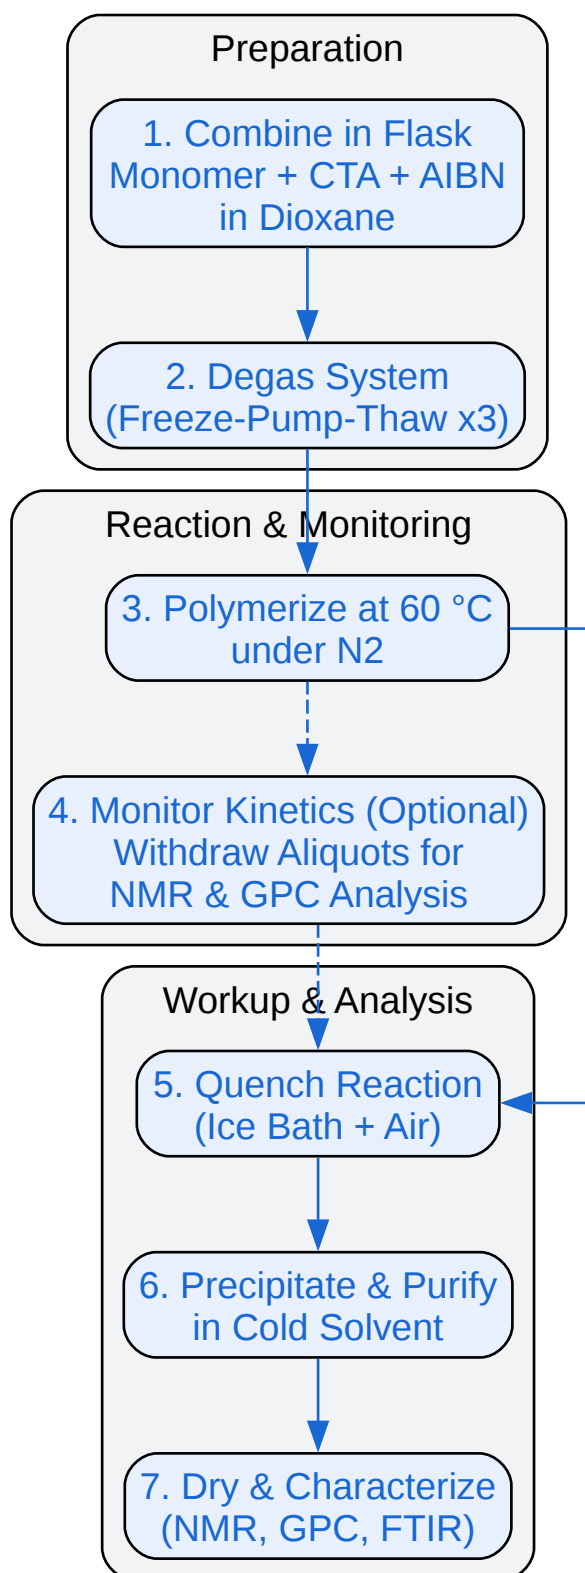 Preparation
1. Combine in Flask
Monomer + CTA + AIBN
in Dioxane
2. Degas System
(Freeze-Pump-Thaw x3)
Reaction & Monitoring
3. Polymerize at 60 °C
under N2
4. Monitor Kinetics (Optional)
Withdraw Aliquots for
NMR & GPC Analysis
Workup & Analysis
5. Quench Reaction
(Ice Bath + Air)
6. Precipitate & Purify
in Cold Solvent
7. Dry & Characterize
(NMR, GPC, FTIR)